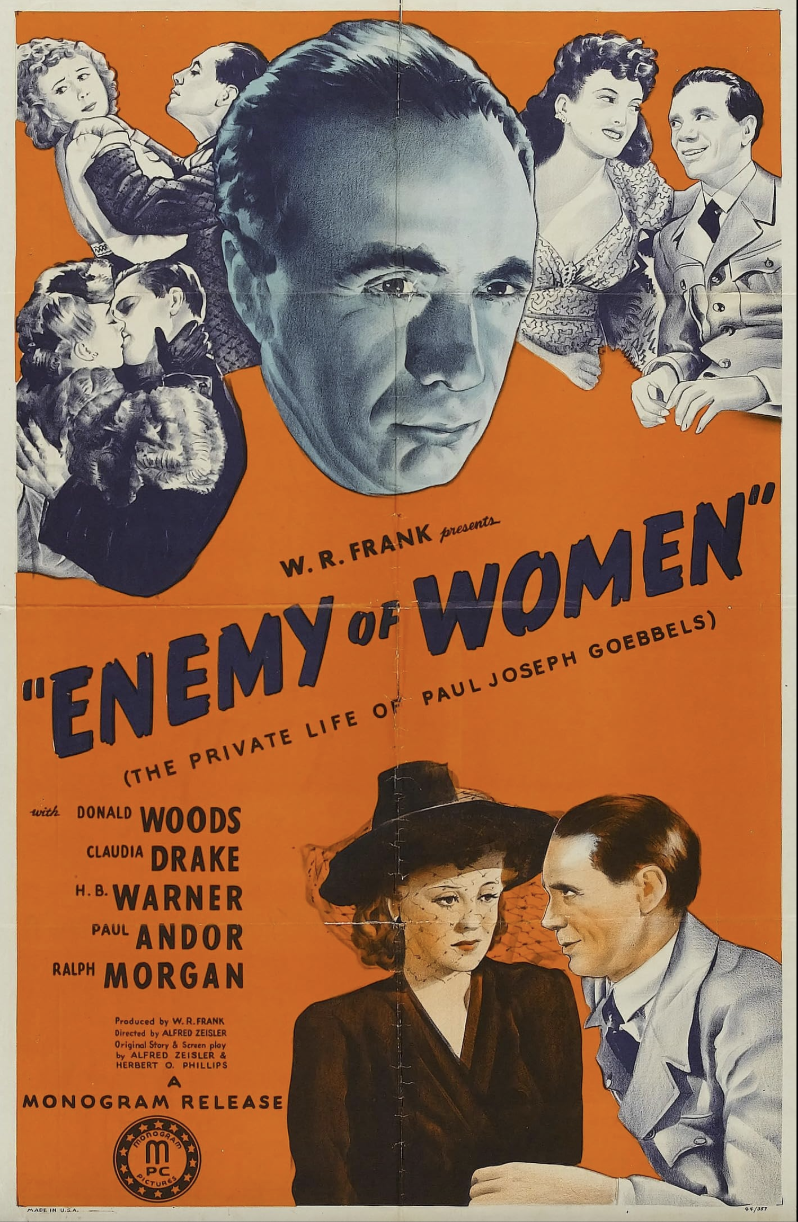 W. R. FRANK presents
"ENEMY OF WOMEN"
(THE PRIVATE LIFE OF PAUL JOSEPH GOEBBELS)
with DONALD WOODS
CLAUDIA DRAKE
H. B. WARNER
PAUL ANDOR
RALPH MORGAN
Produced by W. R. FRANK
Directed by ALFRED ZEISLER
Original Story & Screen play
by ALFRED ZEISLER &
HERBERT O. PHILLIPS
A
MONOGRAM RELEASE
MONOGRAM
M
PC
PICTURES
MADE IN U.S.A.
44/357